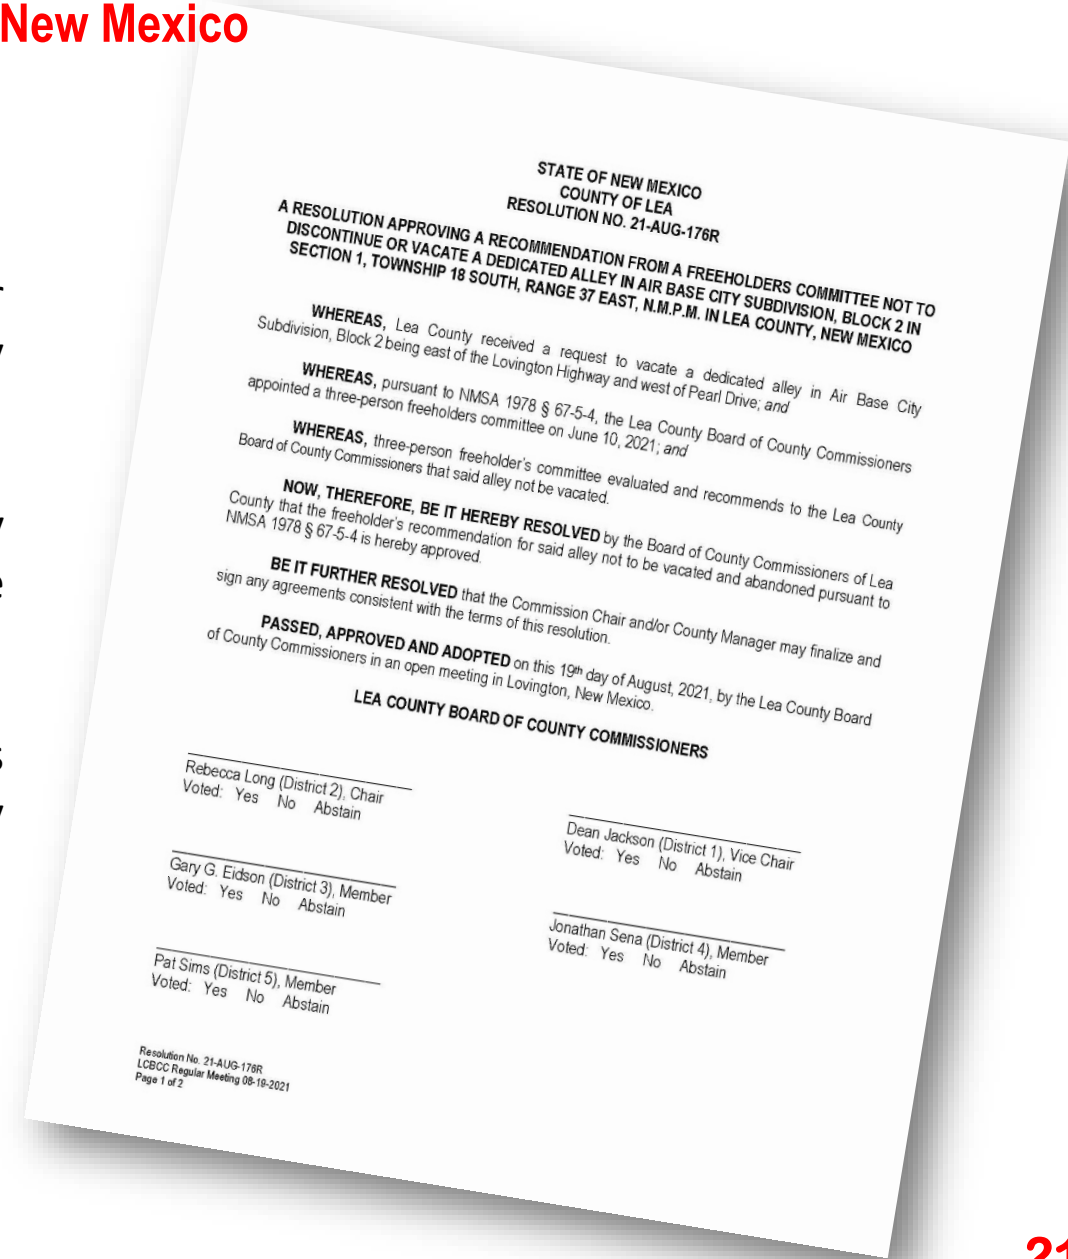 New Mexico
STATE OF NEW MEXICO
COUNTY OF LEA
RESOLUTION NO. 21-AUG-176R
A RESOLUTION APPROVING A RECOMMENDATION FROM A FREEHOLDERS COMMITTEE NOT TO
DISCONTINUE OR VACATE A DEDICATED ALLEY IN AIR BASE CITY SUBDIVISION, BLOCK 2 IN
SECTION 1, TOWNSHIP 18 SOUTH, RANGE 37 EAST, N.M.P.M. IN LEA COUNTY, NEW MEXICO
WHEREAS, Lea County received a request to vacate a dedicated alley in Air Base City
Subdivision, Block 2 being east of the Lovington Highway and west of Pearl Drive; and
WHEREAS, pursuant to NMSA 1978 § 67-5-4, the Lea County Board of County Commissioners
appointed a three-person freeholders committee on June 10, 2021; and
WHEREAS, three-person freeholder's committee evaluated and recommends to the Lea County
Board of County Commissioners that said alley not be vacated.
NOW, THEREFORE, BE IT HEREBY RESOLVED by the Board of County Commissioners of Lea
County that the freeholder's recommendation for said alley not to be vacated and abandoned pursuant to
NMSA 1978 § 67-5-4 is hereby approved.
BE IT FURTHER RESOLVED that the Commission Chair and/or County Manager may finalize and
sign any agreements consistent with the terms of this resolution.
PASSED, APPROVED AND ADOPTED on this 19th day of August, 2021, by the Lea County Board
of County Commissioners in an open meeting in Lovington, New Mexico.
LEA COUNTY BOARD OF COUNTY COMMISSIONERS
Rebecca Long (District 2), Chair
Voted: Yes No Abstain
Dean Jackson (District 1), Vice Chair
Voted: Yes No Abstain
Gary G. Eidson (District 3), Member
Voted: Yes No Abstain
Jonathan Sena (District 4), Member
Voted: Yes No Abstain
Pat Sims (District 5), Member
Voted: Yes No Abstain
Resolution No. 21-AUG-176R
LCBCC Regular Meeting 08-19-2021
Page 1 of 2
21